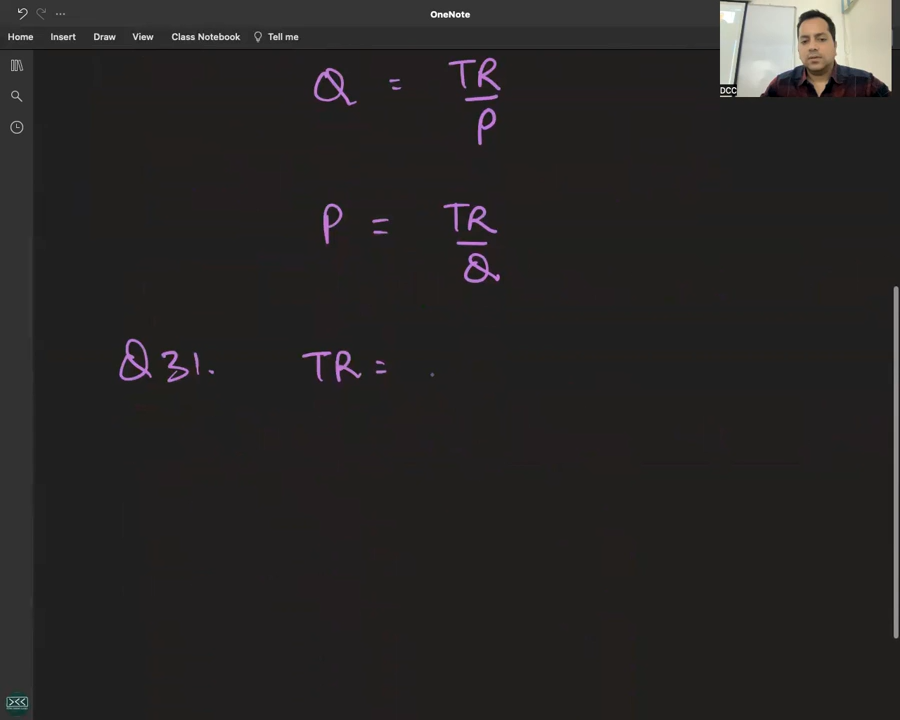 OneNote
Home Insert Draw View Class Notebook Tell me
DCC
Q = TR
P
P = TR
Q
Q31. TR =